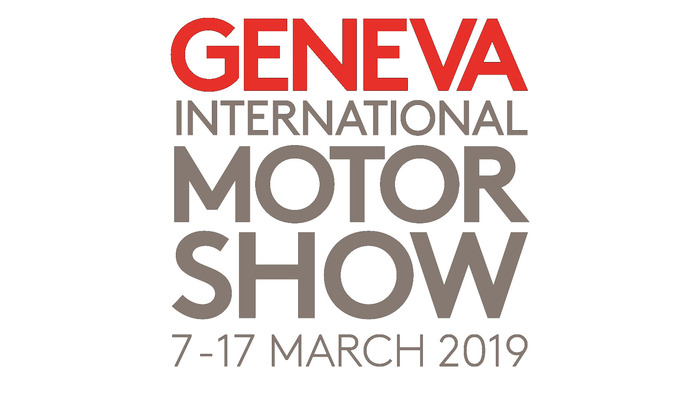 GENEVA
INTERNATIONAL
MOTOR
SHOW
7-17 MARCH 2019